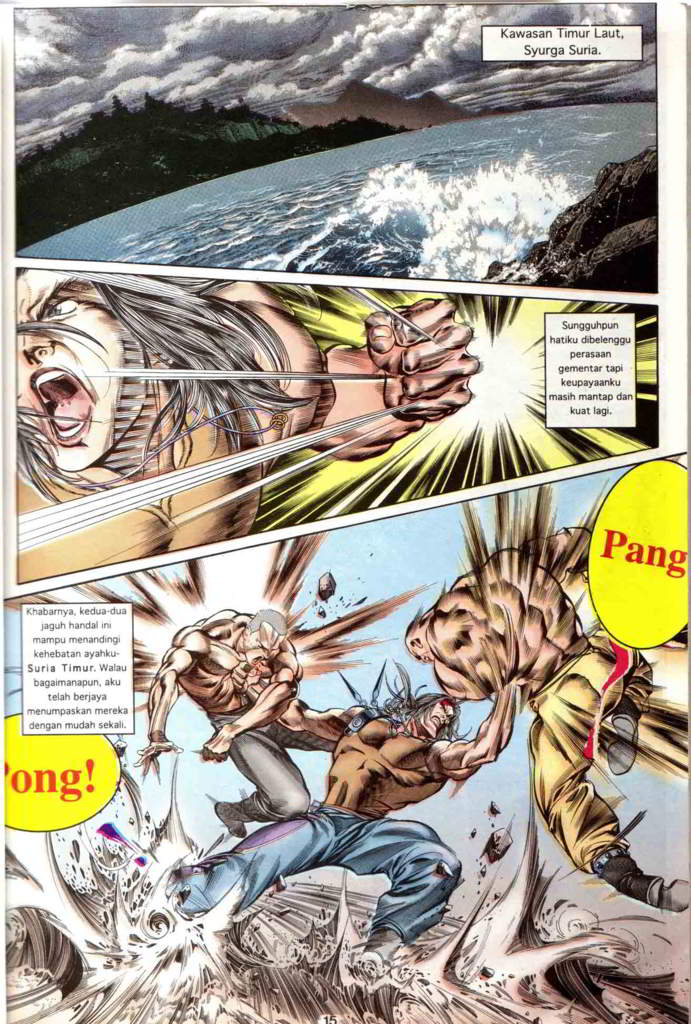 Kawasan Timur Laut,
Syurga Suria.
Sungguhpun
hatiku dibelenggu
perasaan
gementar tapi
keupayaanku
masih mantap dan
kuat lagi.
Pang
Khabarnya, kedua-dua
jaguh handal ini
mampu menandingi
kehebatan ayahku-
Suria Timur. Walau
bagaimanapun, aku
telah berjaya
menumpaskan mereka
dengan mudah sekali.
Pong!
15